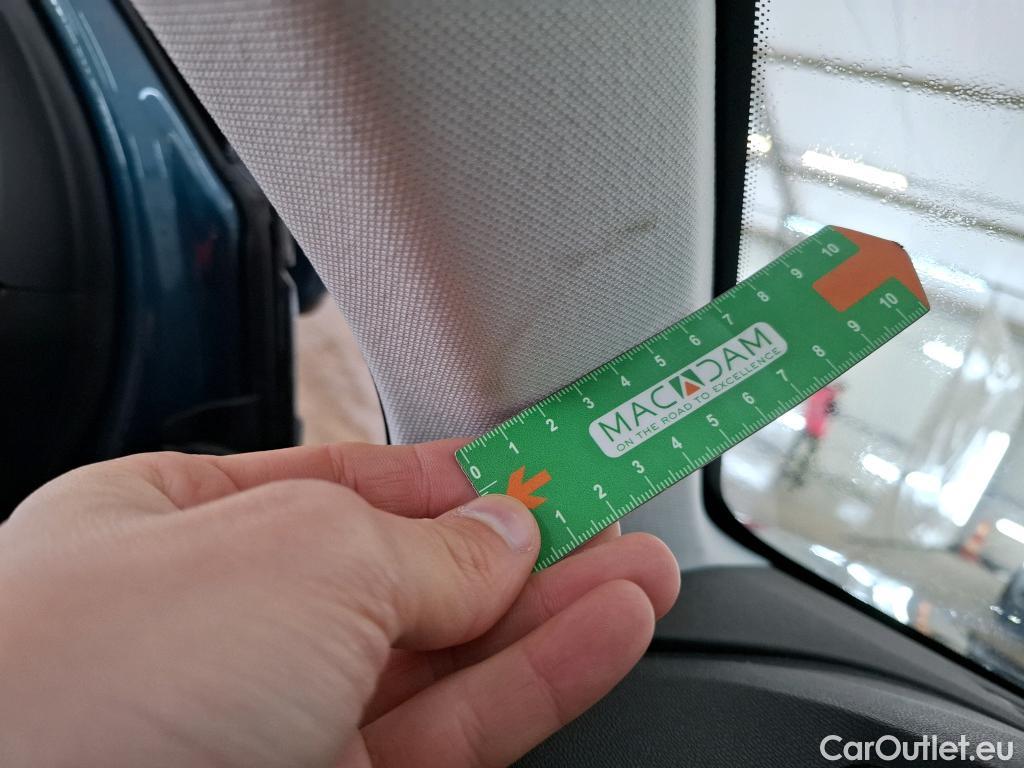 0 1 2 3 4 5 6 7 8 9 10
MACADAM
ON THE ROAD TO EXCELLENCE
1 2 3 4 5 6 7 8 9 10
CarOutlet.eu